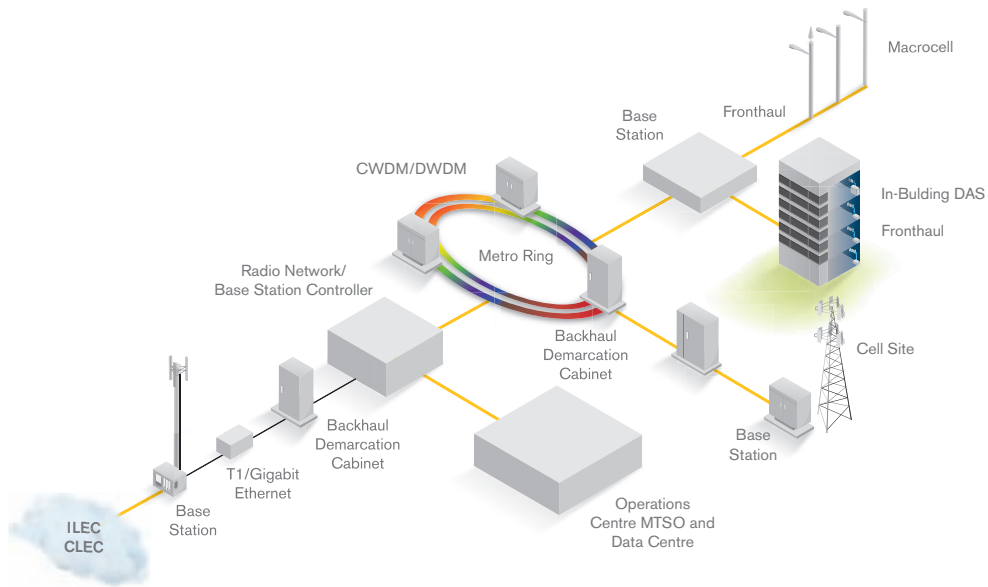 Macrocell
Base
Station
Fronthaul
CWDM/DWDM
In-Bulding DAS
Fronthaul
Metro Ring
Radio Network/
Base Station Controller
Backhaul
Demarcation
Cabinet
Cell Site
Backhaul
Demarcation
Cabinet
Base
Station
T1/Gigabit
Ethernet
Base
Station
Operations
Centre MTSO and
Data Centre
ILEC
CLEC